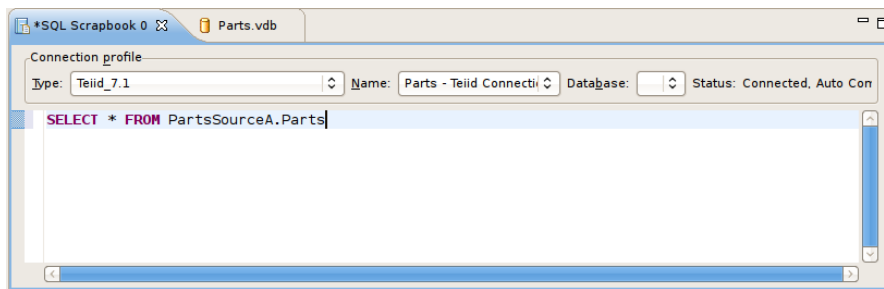 *SQL Scrapbook 0 Parts.vdb
Connection profile
Type: Teiid_7.1 Name: Parts - Teiid Connecti Database: Status: Connected, Auto Com
SELECT * FROM PartsSourceA.Parts